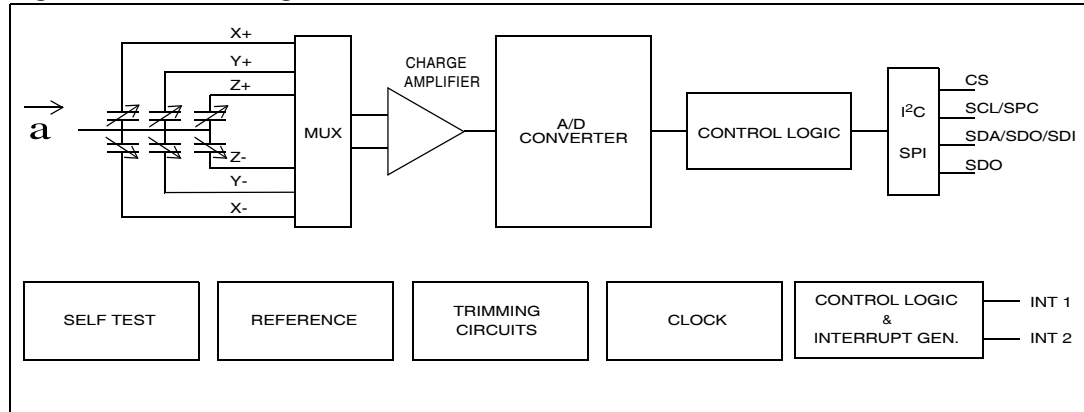 X+
Y+
Z+
a
Z-
Y-
X-
MUX
CHARGE
AMPLIFIER
A/D
CONVERTER
CONTROL LOGIC
I²C
SPI
CS
SCL/SPC
SDA/SDO/SDI
SDO
SELF TEST
REFERENCE
TRIMMING
CIRCUITS
CLOCK
CONTROL LOGIC
&
INTERRUPT GEN.
INT 1
INT 2